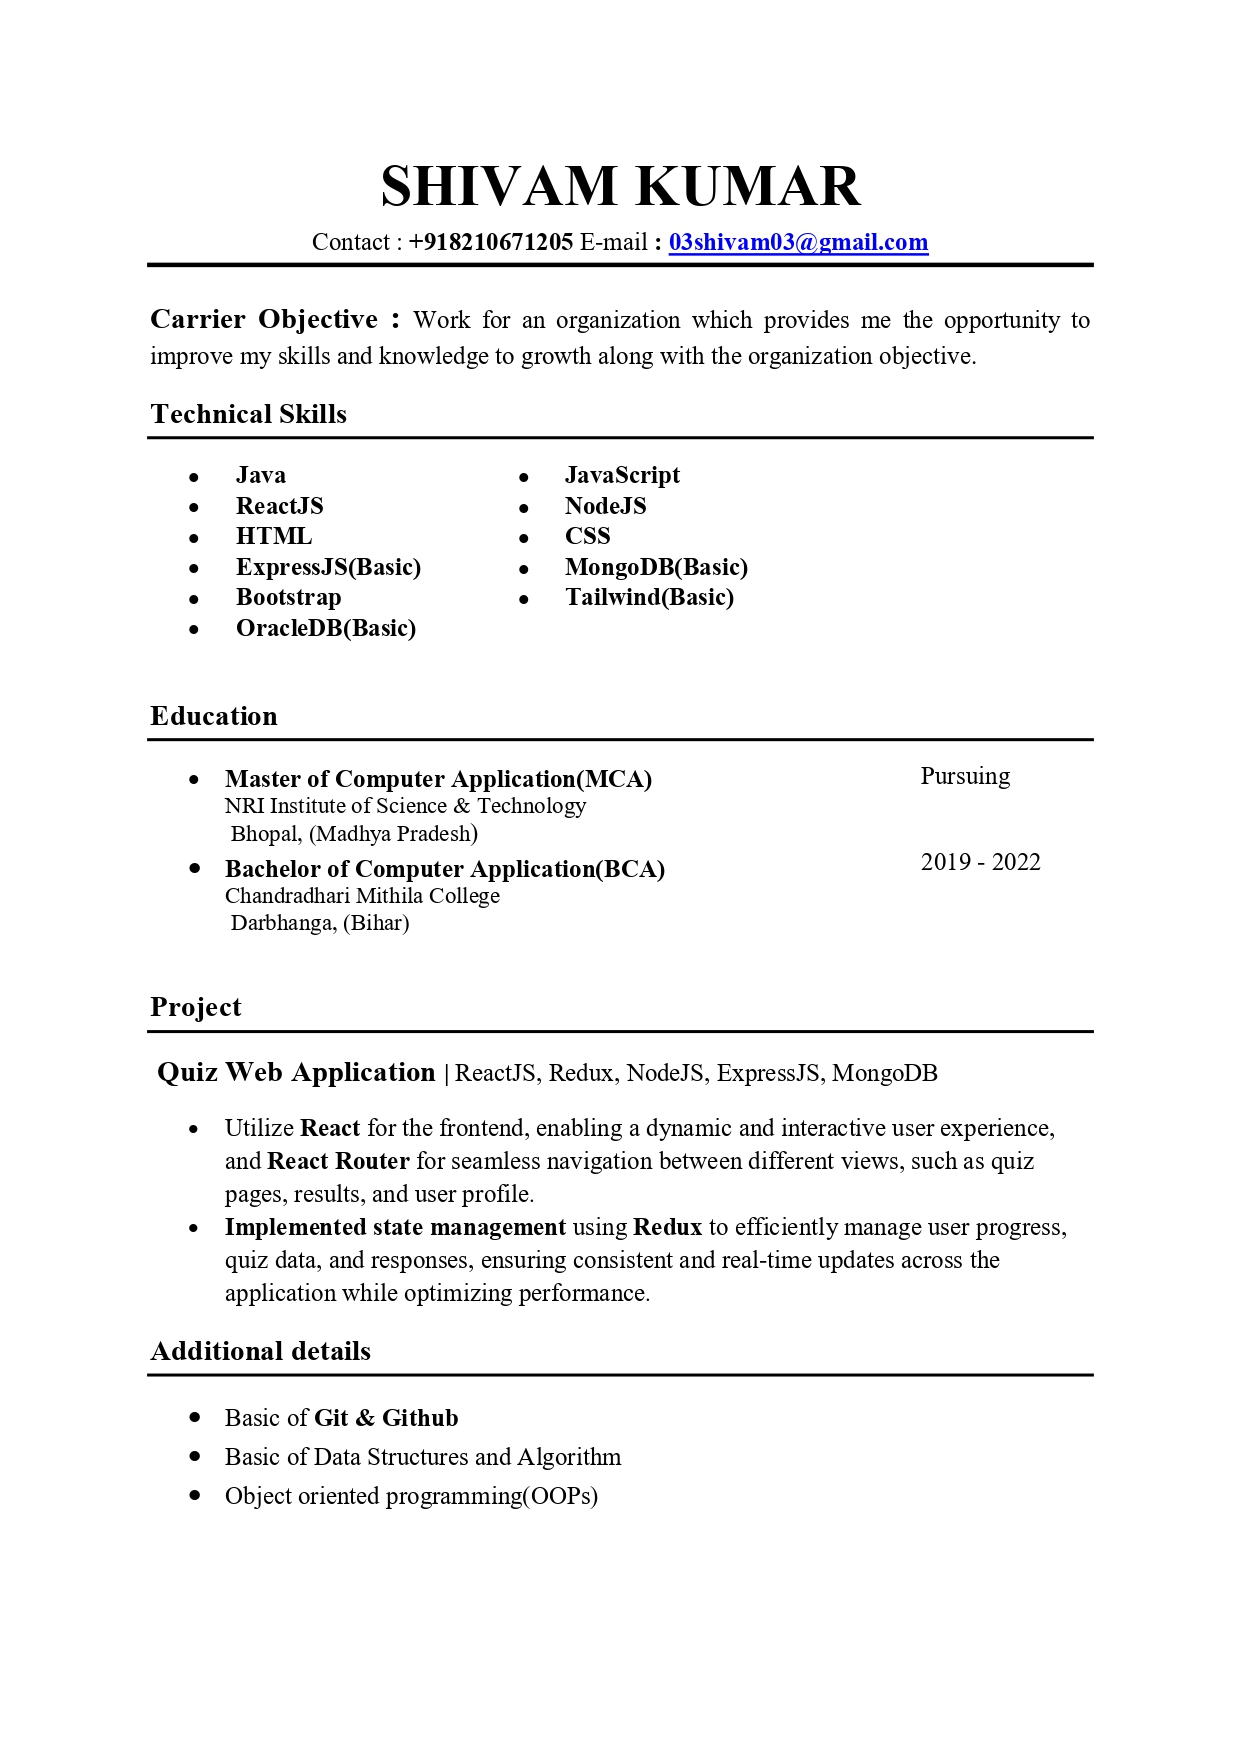 SHIVAM KUMAR
Contact : +918210671205 E-mail : 03shivam03@gmail.com
Carrier Objective : Work for an organization which provides me the opportunity to
improve my skills and knowledge to growth along with the organization objective.
Technical Skills
• Java
• ReactJS
• HTML
• ExpressJS(Basic)
• Bootstrap
• OracleDB(Basic)
• JavaScript
• NodeJS
• CSS
• MongoDB(Basic)
• Tailwind(Basic)
Education
• Master of Computer Application(MCA) Pursuing
NRI Institute of Science & Technology
Bhopal, (Madhya Pradesh)
• Bachelor of Computer Application(BCA) 2019 - 2022
Chandradhari Mithila College
Darbhanga, (Bihar)
Project
Quiz Web Application | ReactJS, Redux, NodeJS, ExpressJS, MongoDB
• Utilize React for the frontend, enabling a dynamic and interactive user experience,
and React Router for seamless navigation between different views, such as quiz
pages, results, and user profile.
• Implemented state management using Redux to efficiently manage user progress,
quiz data, and responses, ensuring consistent and real-time updates across the
application while optimizing performance.
Additional details
• Basic of Git & Github
• Basic of Data Structures and Algorithm
• Object oriented programming(OOPs)